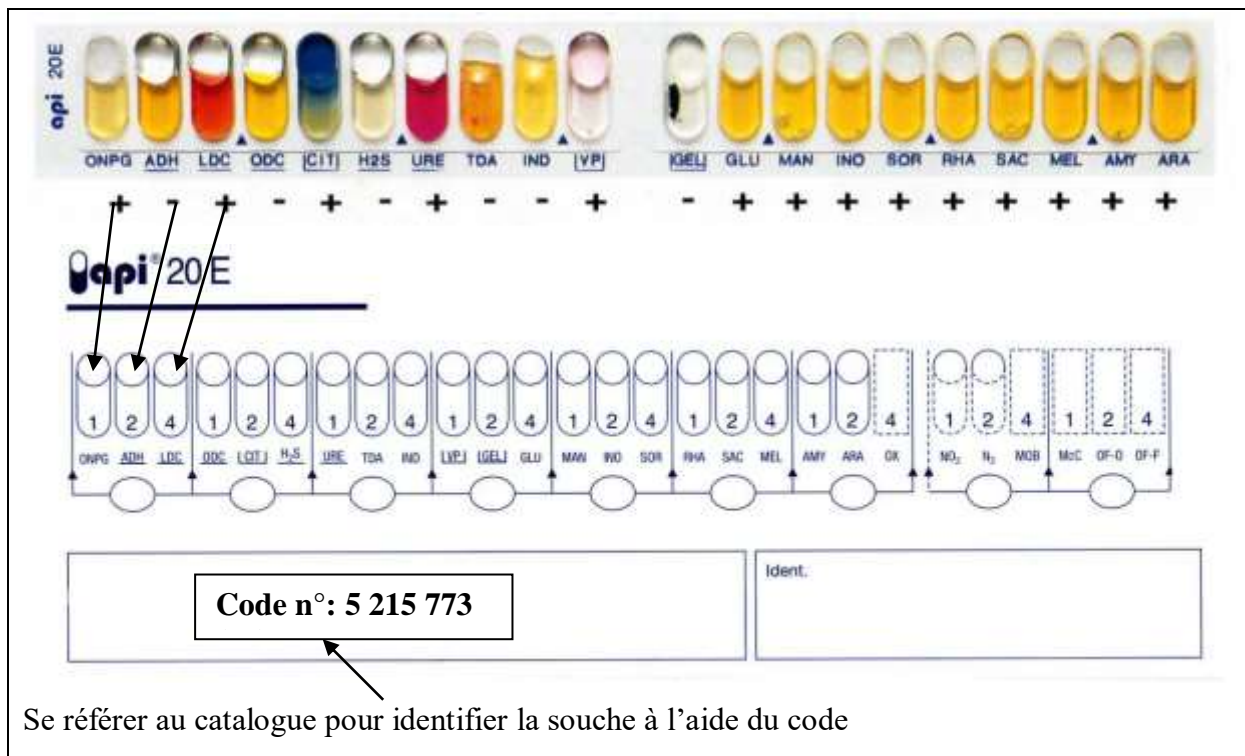 api 20E
ONPG ADH LDC ODC |CIT| H2S URE TDA IND |VP| |GEL| GLU MAN INO SOR RHA SAC MEL AMY ARA
+ - + - + - + - - + - + + + + + + + + +
api® 20 E
1 2 4 1 2 4 1 2 4 1 2 4 1 2 4 1 2 4 1 2 4 1 2 4 1 2 4
ONPG ADH LDC ODC |CIT| H₂S URE TDA IND |VP| |GEL| GLU MAN INO SOR RHA SAC MEL AMY ARA OX NO₂ N₂ MOB McC OF-O OF-F
Code n°: 5 215 773
Ident.
Se référer au catalogue pour identifier la souche à l’aide du code